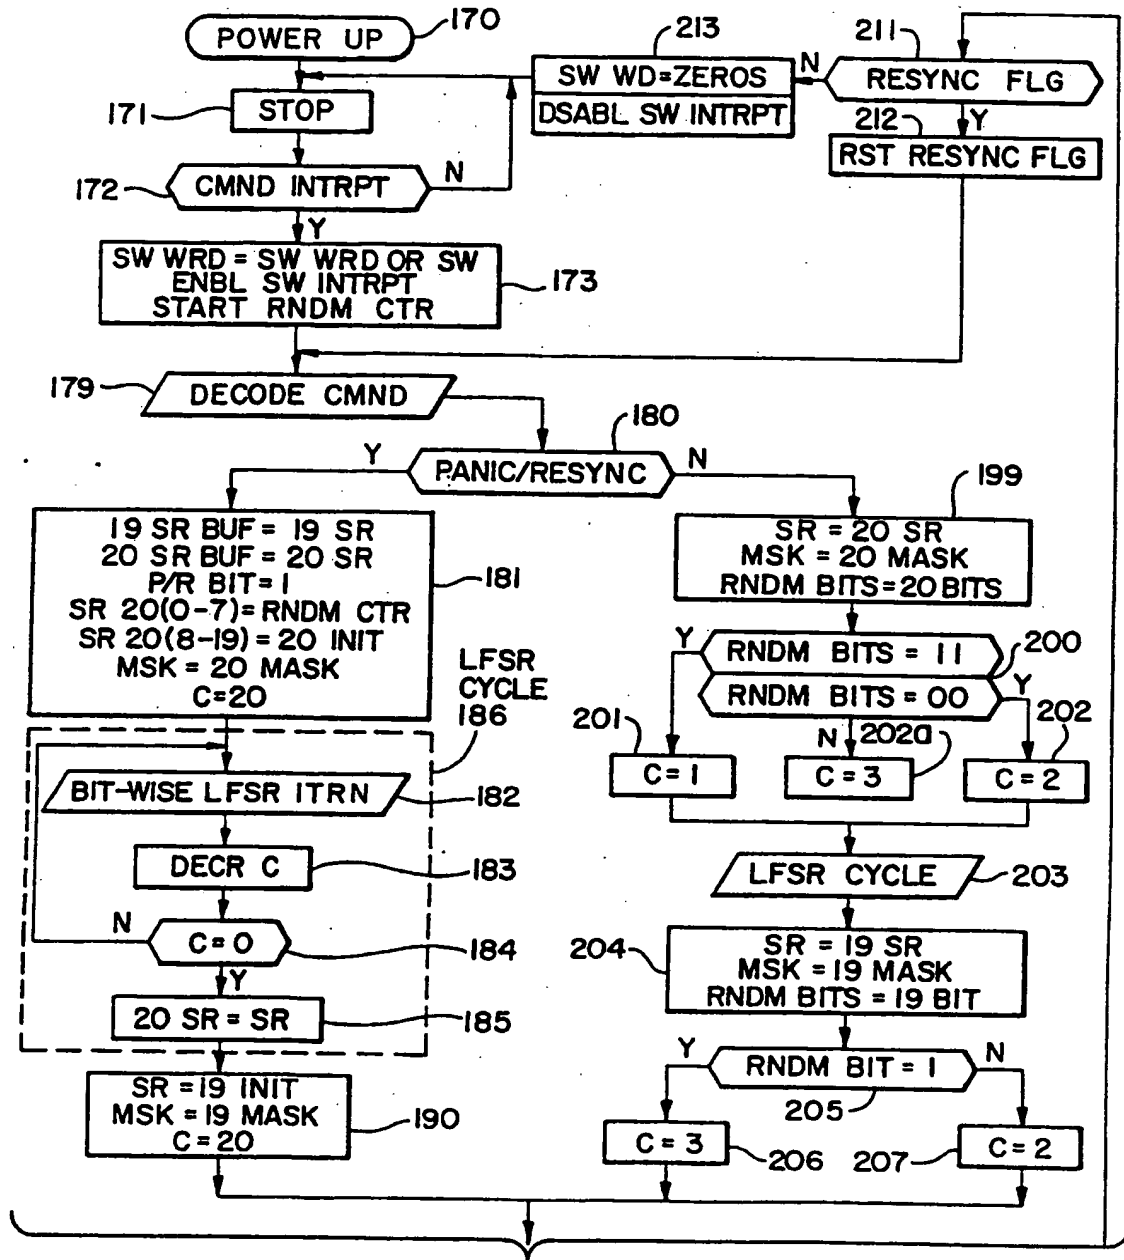 POWER UP
170
213
211
N
SW WD=ZEROS
DSABL SW INTRPT
RESYNC FLG
Y
212
RST RESYNC FLG
171
STOP
172
CMND INTRPT
N
Y
SW WRD = SW WRD OR SW
ENBL SW INTRPT
START RNDM CTR
173
179
DECODE CMND
180
Y
PANIC/RESYNC
N
19 SR BUF = 19 SR
20 SR BUF = 20 SR
P/R BIT = 1
SR 20(0-7)=RNDM CTR
SR 20(8-19)=20 INIT
MSK = 20 MASK
C=20
181
LFSR
CYCLE
186
BIT-WISE LFSR ITRN
182
DECR C
183
N
C=0
184
Y
20 SR = SR
185
SR = 19 INIT
MSK = 19 MASK
C=20
190
199
SR = 20 SR
MSK = 20 MASK
RNDM BITS=20BITS
Y
RNDM BITS = 11
200
RNDM BITS = 00
Y
201
N
202a
202
C=1
C=3
C=2
LFSR CYCLE
203
204
SR = 19 SR
MSK = 19 MASK
RNDM BITS = 19 BIT
Y
RNDM BIT = 1
N
205
C = 3
206
207
C = 2